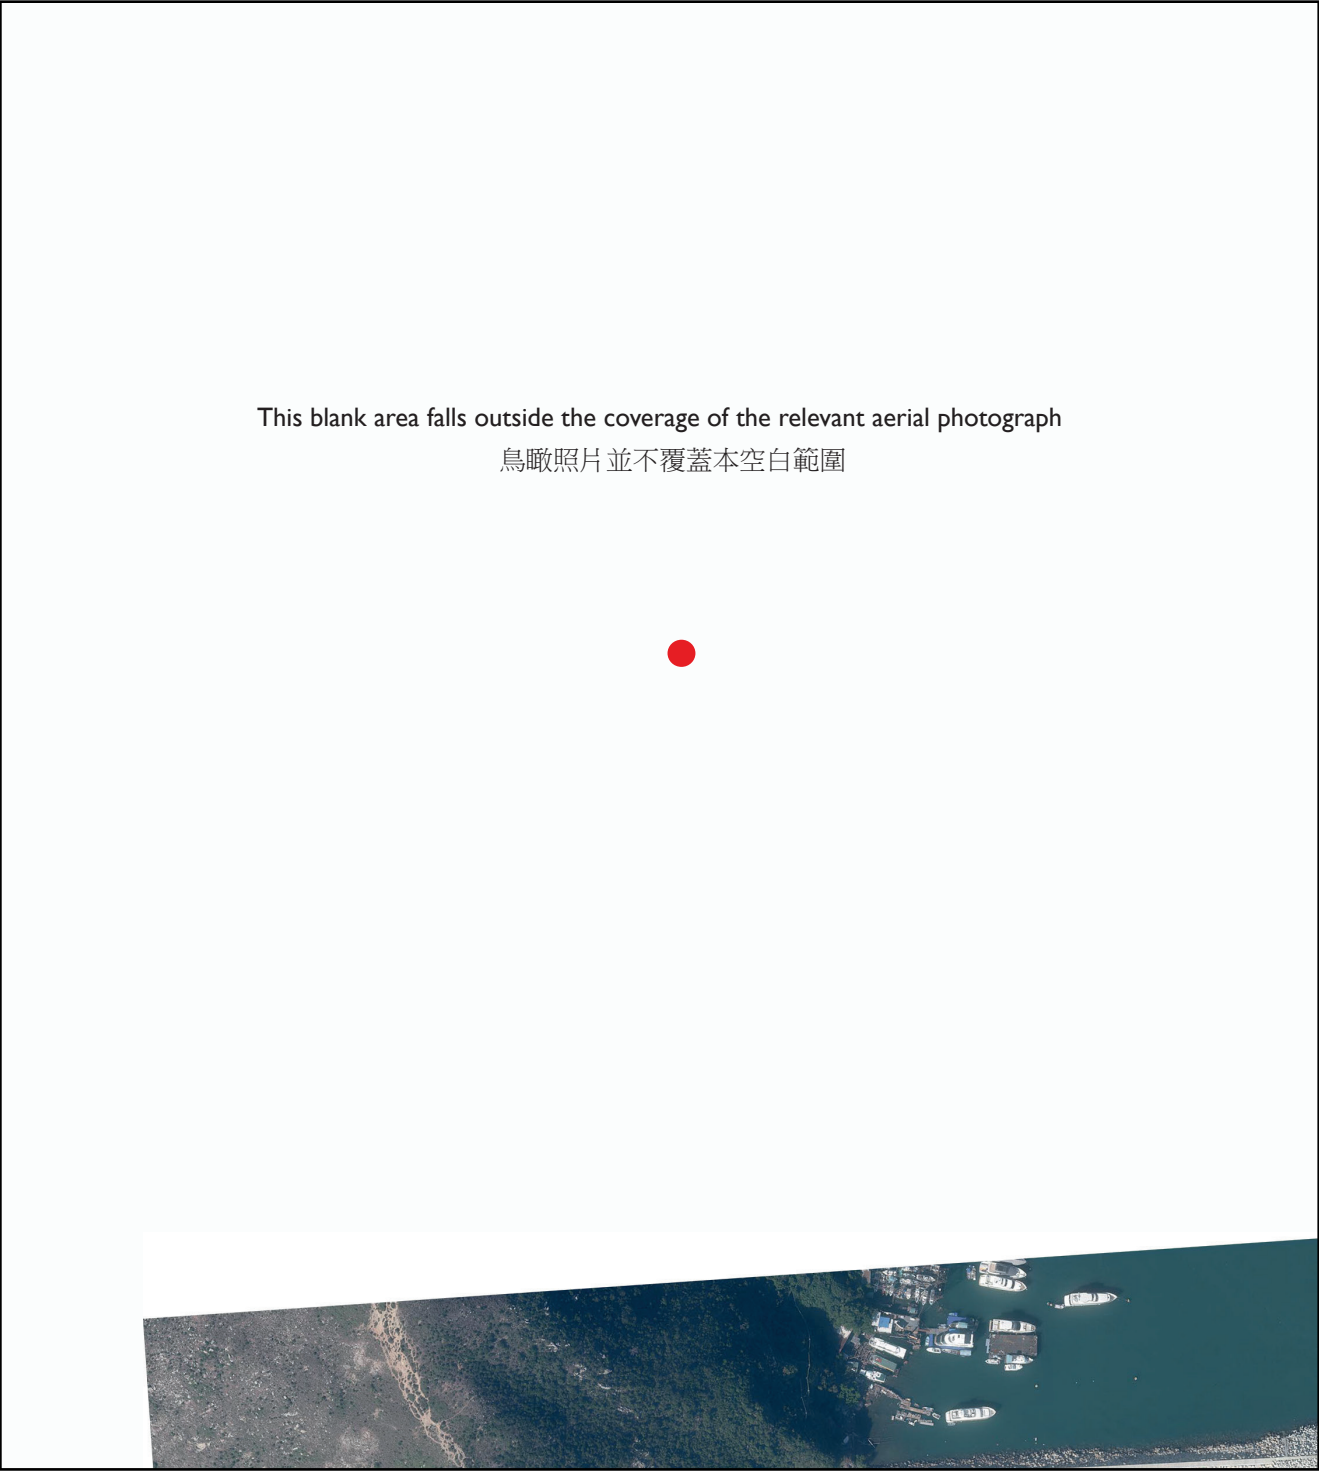 This blank area falls outside the coverage of the relevant aerial photograph
鳥瞰照片並不覆蓋本空白範圍